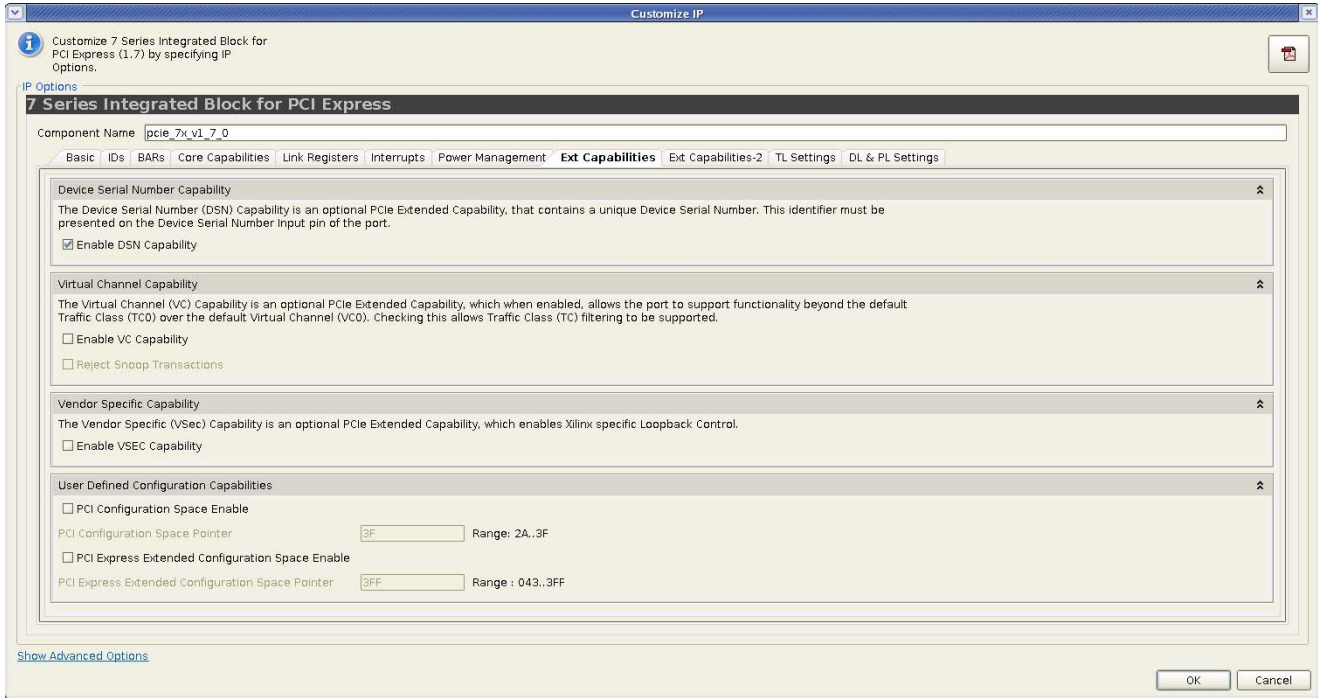 Customize IP
Customize 7 Series Integrated Block for
PCI Express (1.7) by specifying IP
Options.
IP Options
7 Series Integrated Block for PCI Express
Component Name pcie_7x_v1_7_0
Basic IDs BARs Core Capabilities Link Registers Interrupts Power Management Ext Capabilities Ext Capabilities-2 TL Settings DL & PL Settings
Device Serial Number Capability
The Device Serial Number (DSN) Capability is an optional PCIe Extended Capability, that contains a unique Device Serial Number. This identifier must be
presented on the Device Serial Number Input pin of the port.
Enable DSN Capability
Virtual Channel Capability
The Virtual Channel (VC) Capability is an optional PCIe Extended Capability, which when enabled, allows the port to support functionality beyond the default
Traffic Class (TC0) over the default Virtual Channel (VC0). Checking this allows Traffic Class (TC) filtering to be supported.
Enable VC Capability
Reject Snoop Transactions
Vendor Specific Capability
The Vendor Specific (VSec) Capability is an optional PCIe Extended Capability, which enables Xilinx specific Loopback Control.
Enable VSEC Capability
User Defined Configuration Capabilities
PCI Configuration Space Enable
PCI Configuration Space Pointer 3F Range: 2A..3F
PCI Express Extended Configuration Space Enable
PCI Express Extended Configuration Space Pointer 3FF Range : 043..3FF
Show Advanced Options
OK Cancel